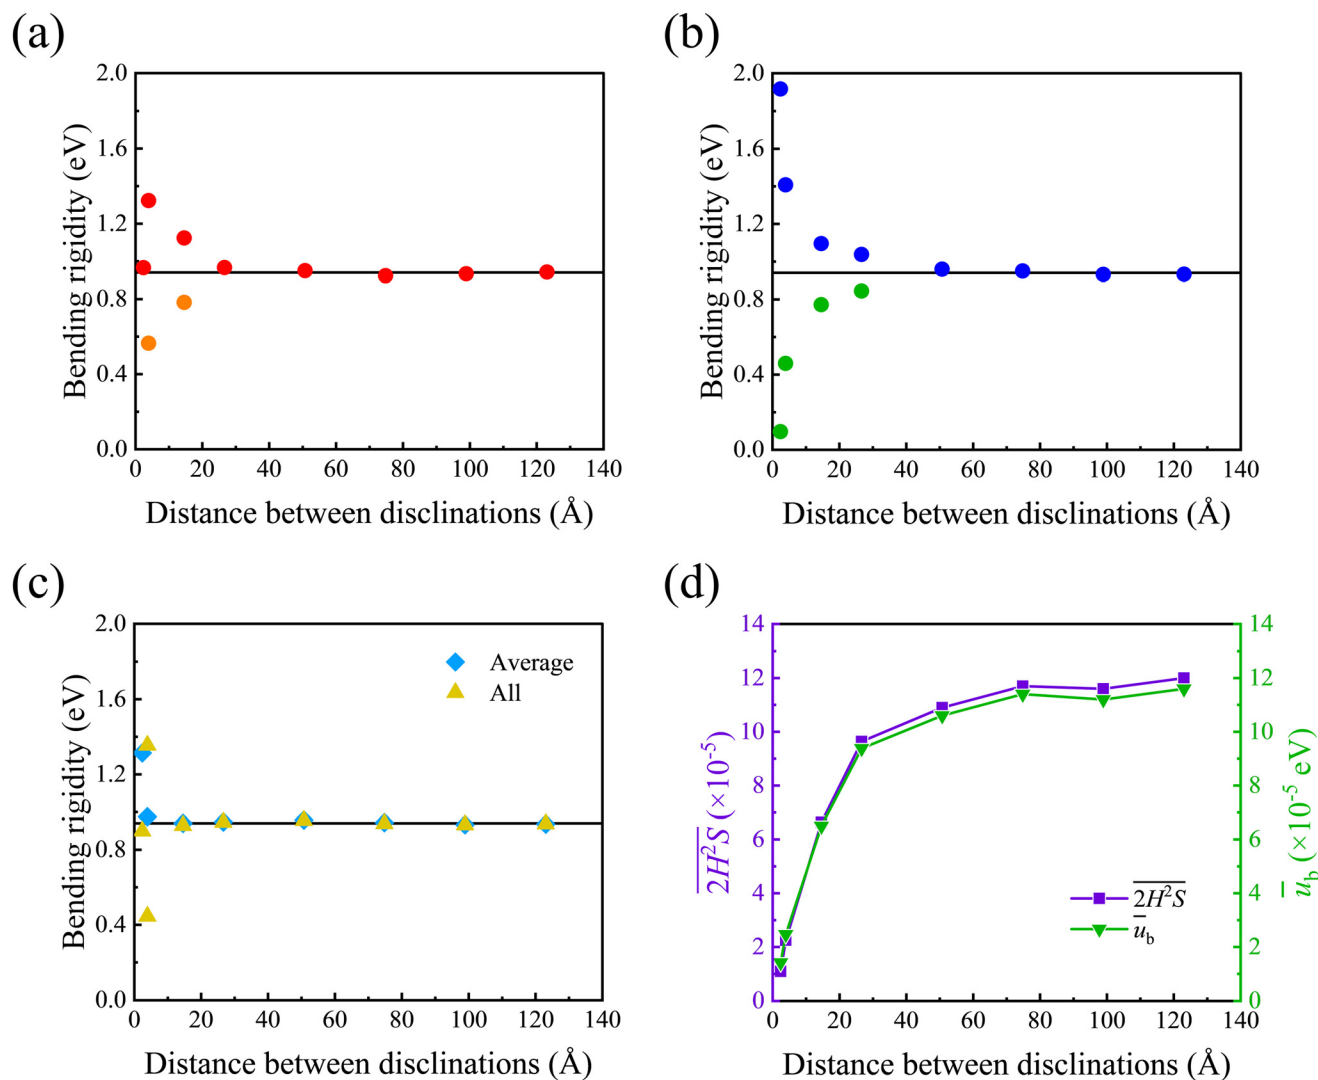 (a)
2.0
1.6
1.2
0.8
0.4
0.0
Bending rigidity (eV)
0 20 40 60 80 100 120 140
Distance between disclinations (Å)
(b)
2.0
1.6
1.2
0.8
0.4
0.0
Bending rigidity (eV)
0 20 40 60 80 100 120 140
Distance between disclinations (Å)
(c)
2.0
1.6
1.2
0.8
0.4
0.0
Bending rigidity (eV)
Average
All
0 20 40 60 80 100 120 140
Distance between disclinations (Å)
(d)
14
12
10
8
6
4
2
0
2H²S (×10⁻⁵)
2H²S
u_b
14
12
10
8
6
4
2
0
u_b (×10⁻⁵ eV)
0 20 40 60 80 100 120 140
Distance between disclinations (Å)